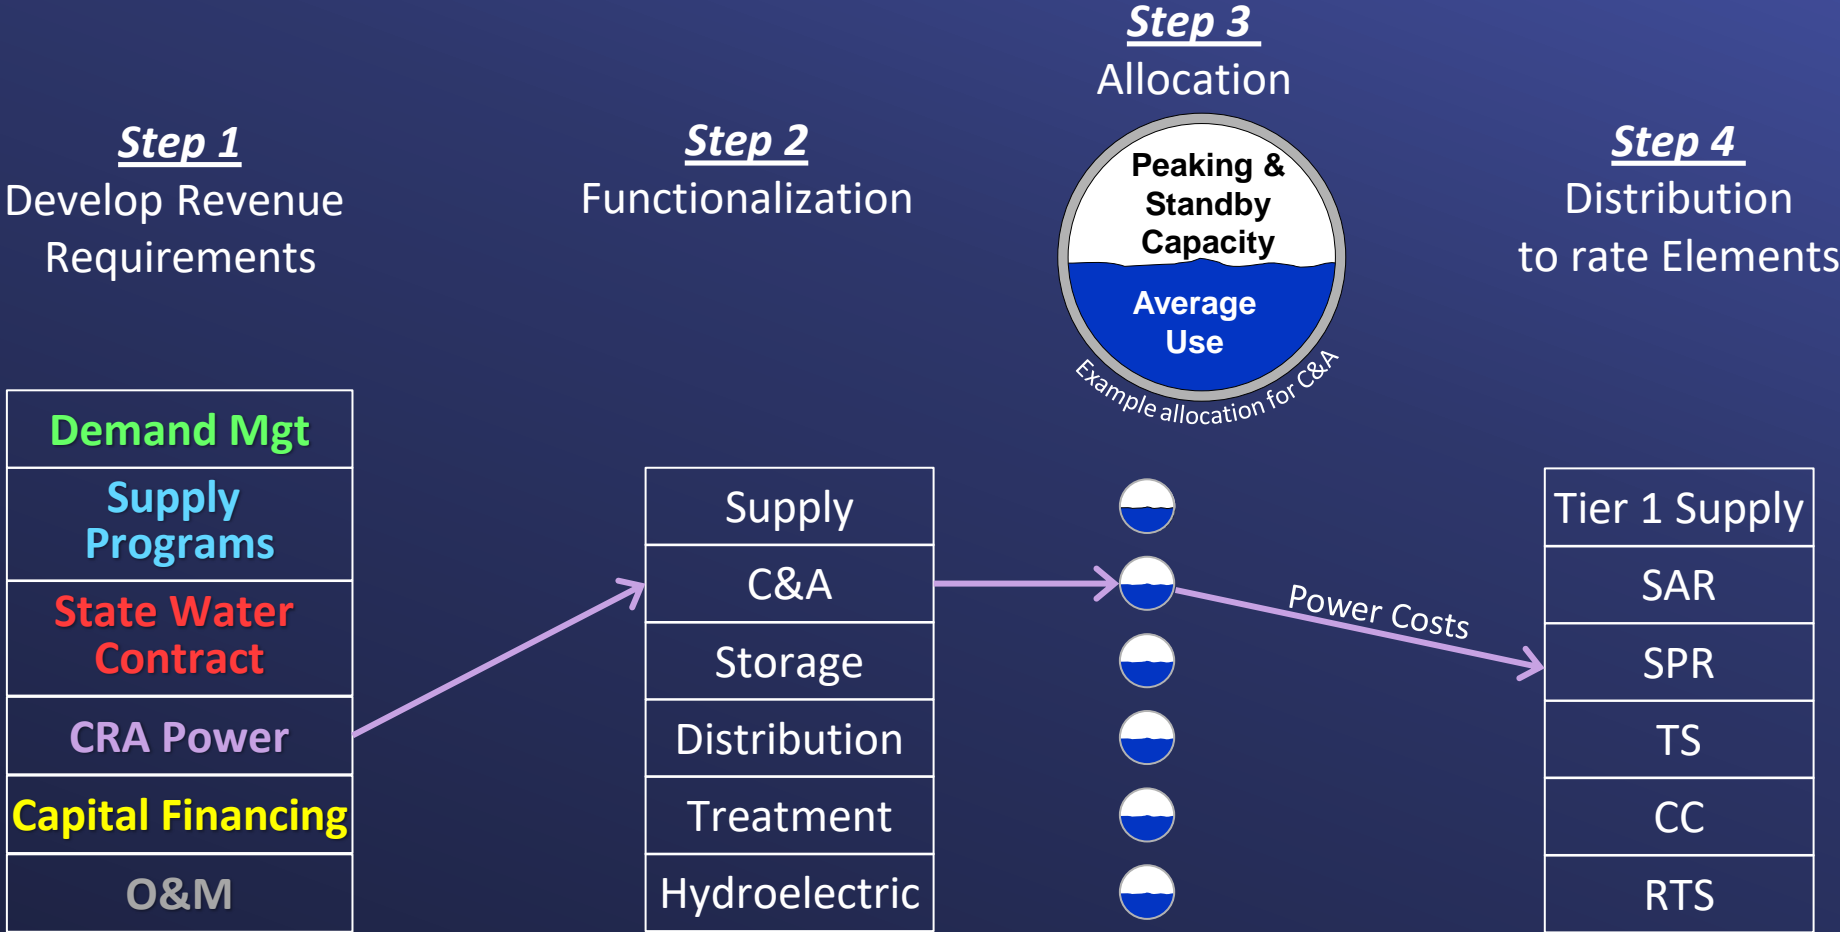 Step 1
Develop Revenue
Requirements
Demand Mgt
Supply
Programs
State Water
Contract
CRA Power
Capital Financing
O&M
Step 2
Functionalization
Supply
C&A
Storage
Distribution
Treatment
Hydroelectric
Step 3
Allocation
Peaking &
Standby
Capacity
Average
Use
Example allocation for C&A
Power Costs
Step 4
Distribution
to rate Elements
Tier 1 Supply
SAR
SPR
TS
CC
RTS